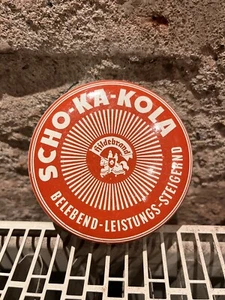 SCHO-KA-KOLA
Hildebrand
BELEBEND-LEISTUNGS-STEIGERND